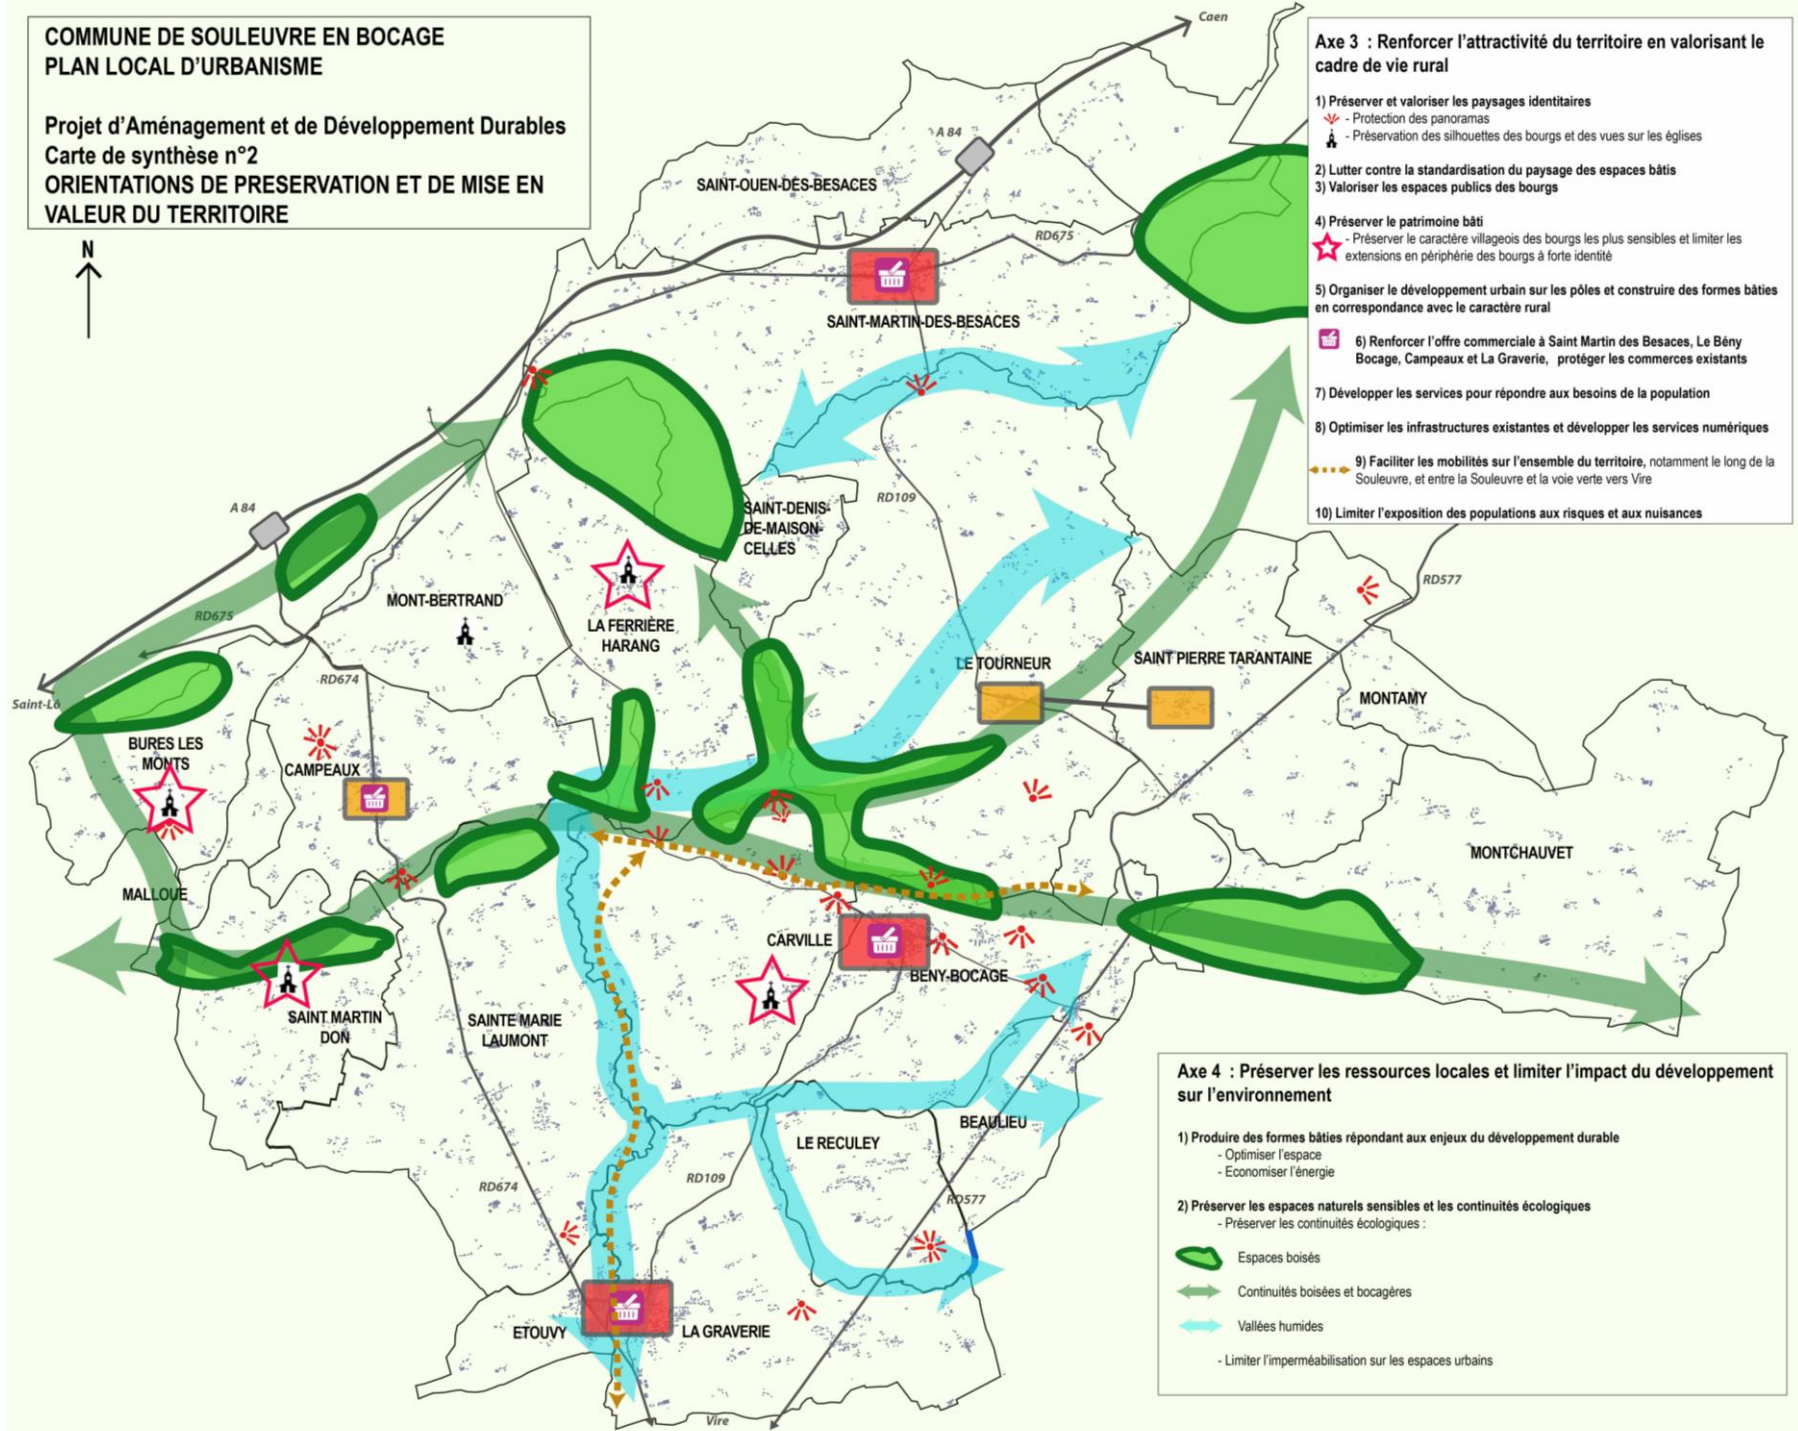 COMMUNE DE SOULEUVRE EN BOCAGE
PLAN LOCAL D'URBANISME
Projet d'Aménagement et de Développement Durables
Carte de synthèse n°2
ORIENTATIONS DE PRESERVATION ET DE MISE EN
VALEUR DU TERRITOIRE
N
Caen
Axe 3 : Renforcer l'attractivité du territoire en valorisant le
cadre de vie rural
1) Préserver et valoriser les paysages identitaires
- Protection des panoramas
- Préservation des silhouettes des bourgs et des vues sur les églises
2) Lutter contre la standardisation du paysage des espaces bâtis
3) Valoriser les espaces publics des bourgs
4) Préserver le patrimoine bâti
- Préserver le caractère villageois des bourgs les plus sensibles et limiter les
extensions en périphérie des bourgs à forte identité
5) Organiser le développement urbain sur les pôles et construire des formes bâties
en correspondance avec le caractère rural
6) Renforcer l'offre commerciale à Saint Martin des Besaces, Le Bény
Bocage, Campeaux et La Graverie, protéger les commerces existants
7) Développer les services pour répondre aux besoins de la population
8) Optimiser les infrastructures existantes et développer les services numériques
9) Faciliter les mobilités sur l'ensemble du territoire, notamment le long de la
Souleuvre, et entre la Souleuvre et la voie verte vers Vire
10) Limiter l'exposition des populations aux risques et aux nuisances
A 84
SAINT-OUEN-DES-BESACES
RD675
SAINT-MARTIN-DES-BESACES
RD109
SAINT-DENIS-
DE-MAISON-
CELLES
A 84
RD577
MONT-BERTRAND
RD675
LA FERRIÈRE
HARANG
LE TOURNEUR
SAINT PIERRE TARANTAINE
RD674
MONTAMY
Saint-Lô
BURES LES
MONTS
CAMPEAUX
MONTCHAUVET
MALLOUE
CARVILLE
BENY-BOCAGE
SAINT MARTIN
DON
SAINTE MARIE
LAUMONT
BEAULIEU
LE RECULEY
RD674
RD109
RD577
ETOUVY
LA GRAVERIE
Vire
Axe 4 : Préserver les ressources locales et limiter l'impact du développement
sur l'environnement
1) Produire des formes bâties répondant aux enjeux du développement durable
- Optimiser l'espace
- Economiser l'énergie
2) Préserver les espaces naturels sensibles et les continuités écologiques
- Préserver les continuités écologiques :
Espaces boisés
Continuités boisées et bocagères
Vallées humides
- Limiter l'imperméabilisation sur les espaces urbains